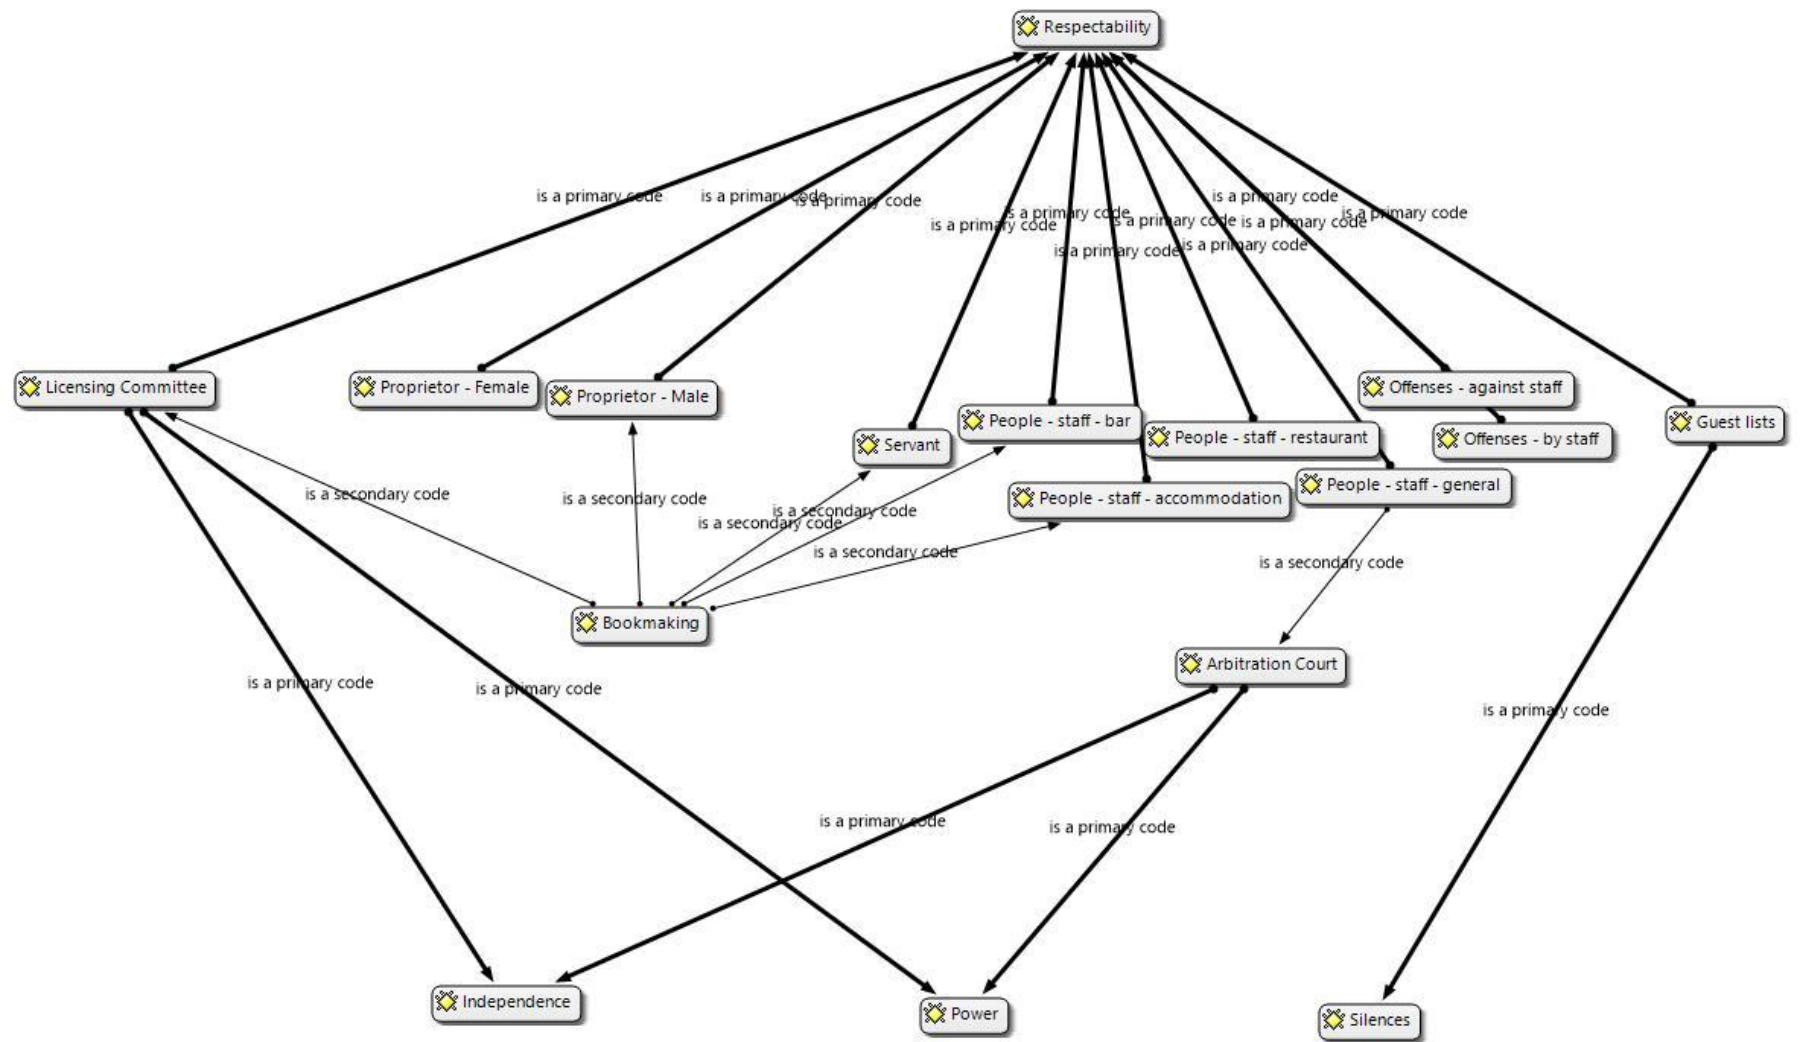 Respectability
is a primary code
is a primary code
is a primary code
is a primary code
is a primary code
is a primary code
is a primary code
is a primary code
is a primary code
is a primary code
is a primary code
Licensing Committee
Proprietor - Female
Proprietor - Male
Offenses - against staff
People - staff - bar
Guest lists
Servant
People - staff - restaurant
Offenses - by staff
People - staff - accommodation
People - staff - general
is a secondary code
is a secondary code
is a secondary code
is a secondary code
is a secondary code
is a secondary code
Bookmaking
Arbitration Court
is a primary code
is a primary code
is a primary code
is a primary code
is a primary code
Independence
Power
Silences